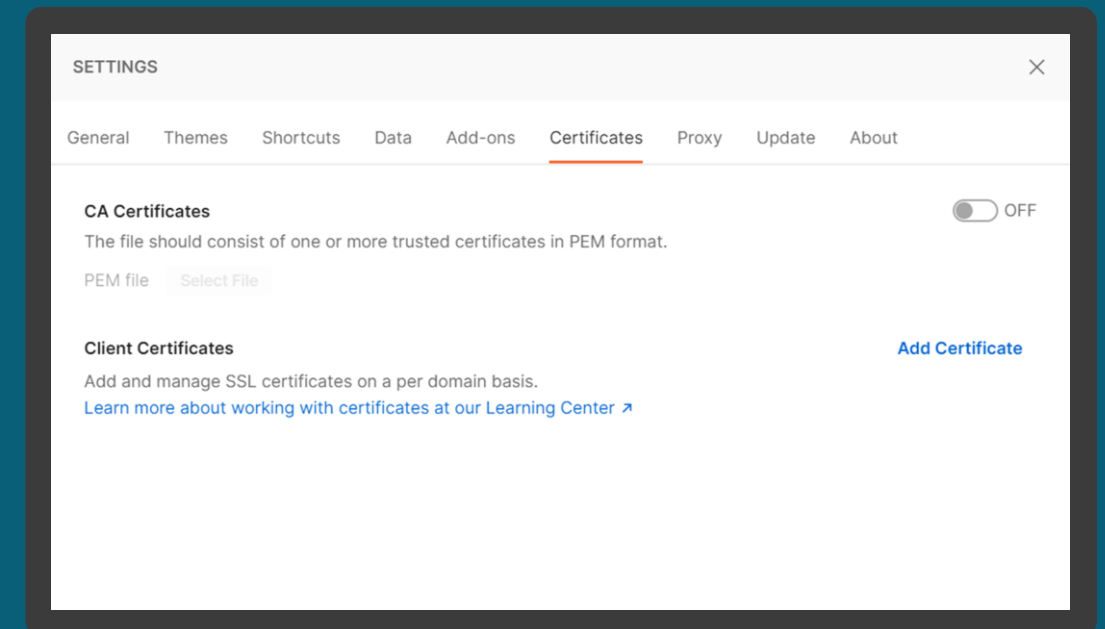 SETTINGS
General Themes Shortcuts Data Add-ons Certificates Proxy Update About
CA Certificates OFF
The file should consist of one or more trusted certificates in PEM format.
PEM file Select File
Client Certificates Add Certificate
Add and manage SSL certificates on a per domain basis.
Learn more about working with certificates at our Learning Center ↗